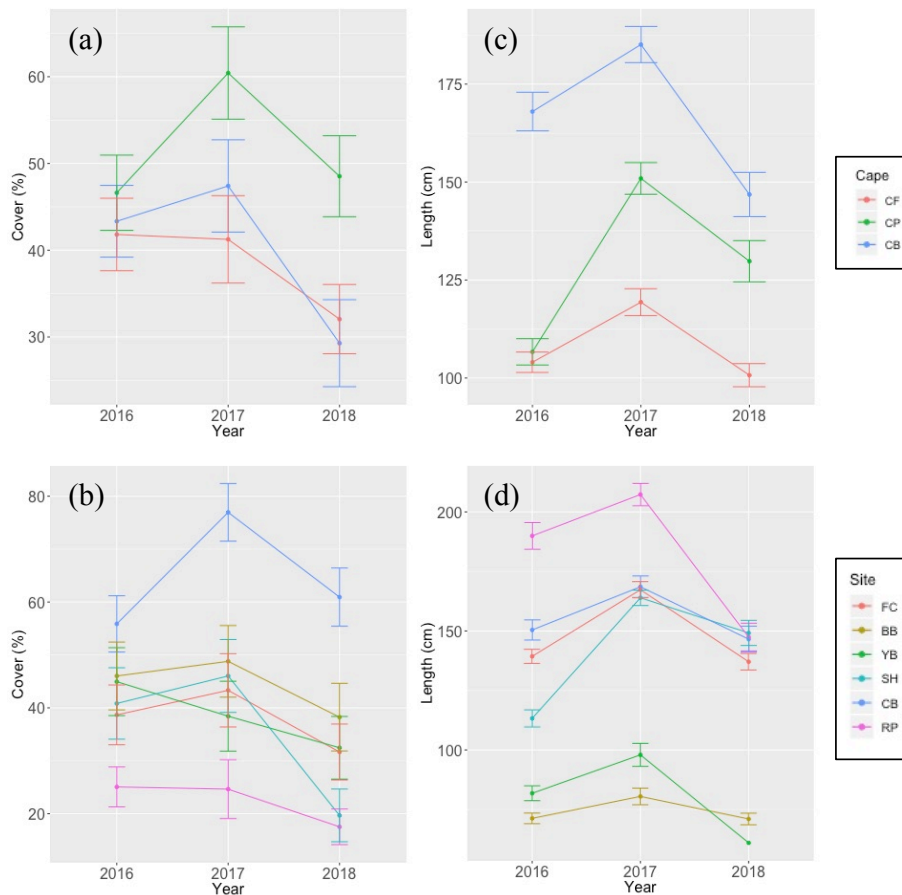 (a)
Cover (%)
60
50
40
30
2016
2017
2018
Year
(c)
Length (cm)
175
150
125
100
2016
2017
2018
Year
Cape
CF
CP
CB
(b)
Cover (%)
80
60
40
20
2016
2017
2018
Year
(d)
Length (cm)
200
150
100
2016
2017
2018
Year
Site
FC
BB
YB
SH
CB
RP